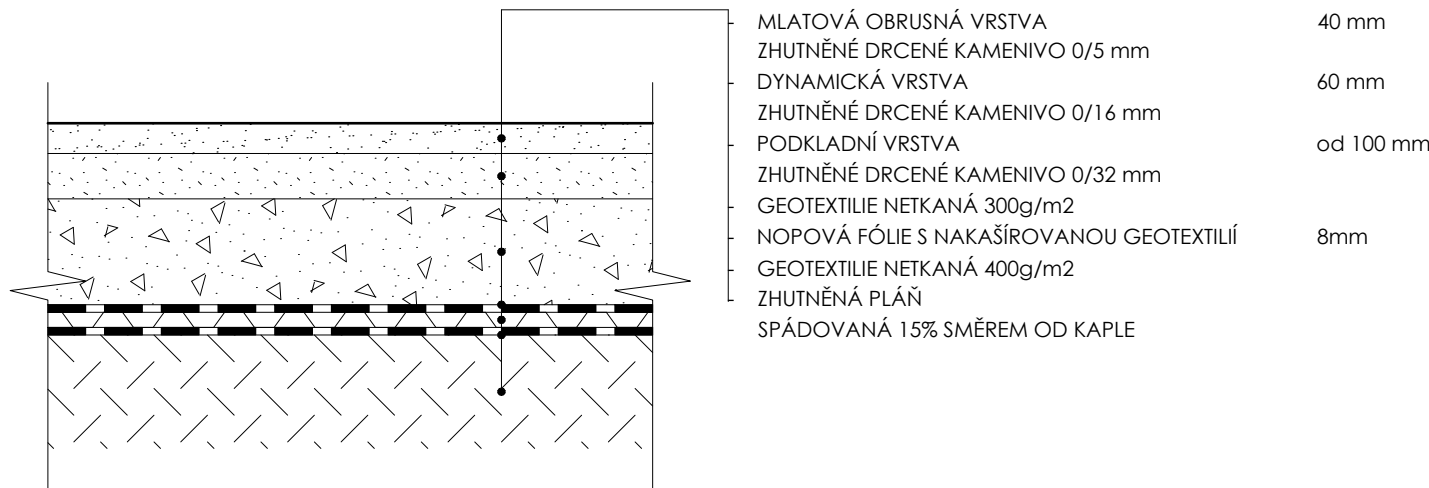 MLATOVÁ OBRUSNÁ VRSTVA 40 mm
ZHUTNĚNÉ DRCENÉ KAMENIVO 0/5 mm
DYNAMICKÁ VRSTVA 60 mm
ZHUTNĚNÉ DRCENÉ KAMENIVO 0/16 mm
PODKLADNÍ VRSTVA od 100 mm
ZHUTNĚNÉ DRCENÉ KAMENIVO 0/32 mm
GEOTEXTILIE NETKANÁ 300g/m2
NOPOVÁ FÓLIE S NAKAŠÍROVANOU GEOTEXTILIÍ 8mm
GEOTEXTILIE NETKANÁ 400g/m2
ZHUTNĚNÁ PLÁŇ
SPÁDOVANÁ 15% SMĚREM OD KAPLE